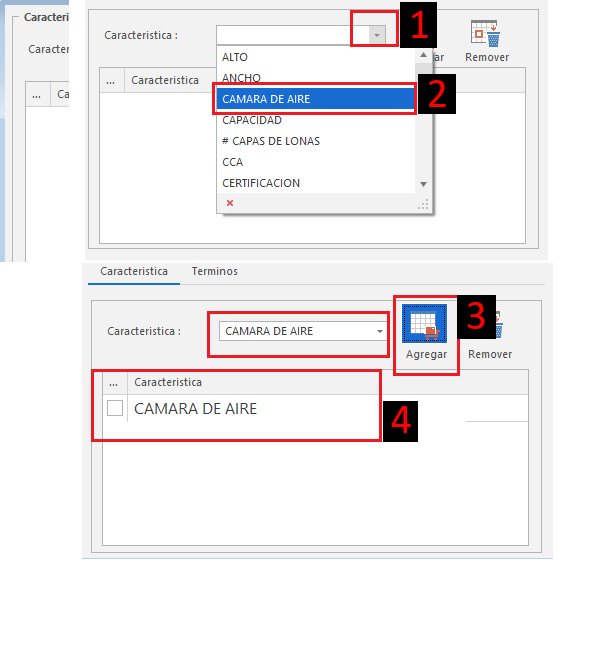 Caracterist
Caracter
... Ca
Caracteristica :
1
ar
Remover
... Caracteristica
ALTO
ANCHO
CAMARA DE AIRE
2
CAPACIDAD
# CAPAS DE LONAS
CCA
CERTIFICACION
Caracteristica Terminos
Caracteristica :
CAMARA DE AIRE
3
Agregar
Remover
... Caracteristica
CAMARA DE AIRE
4